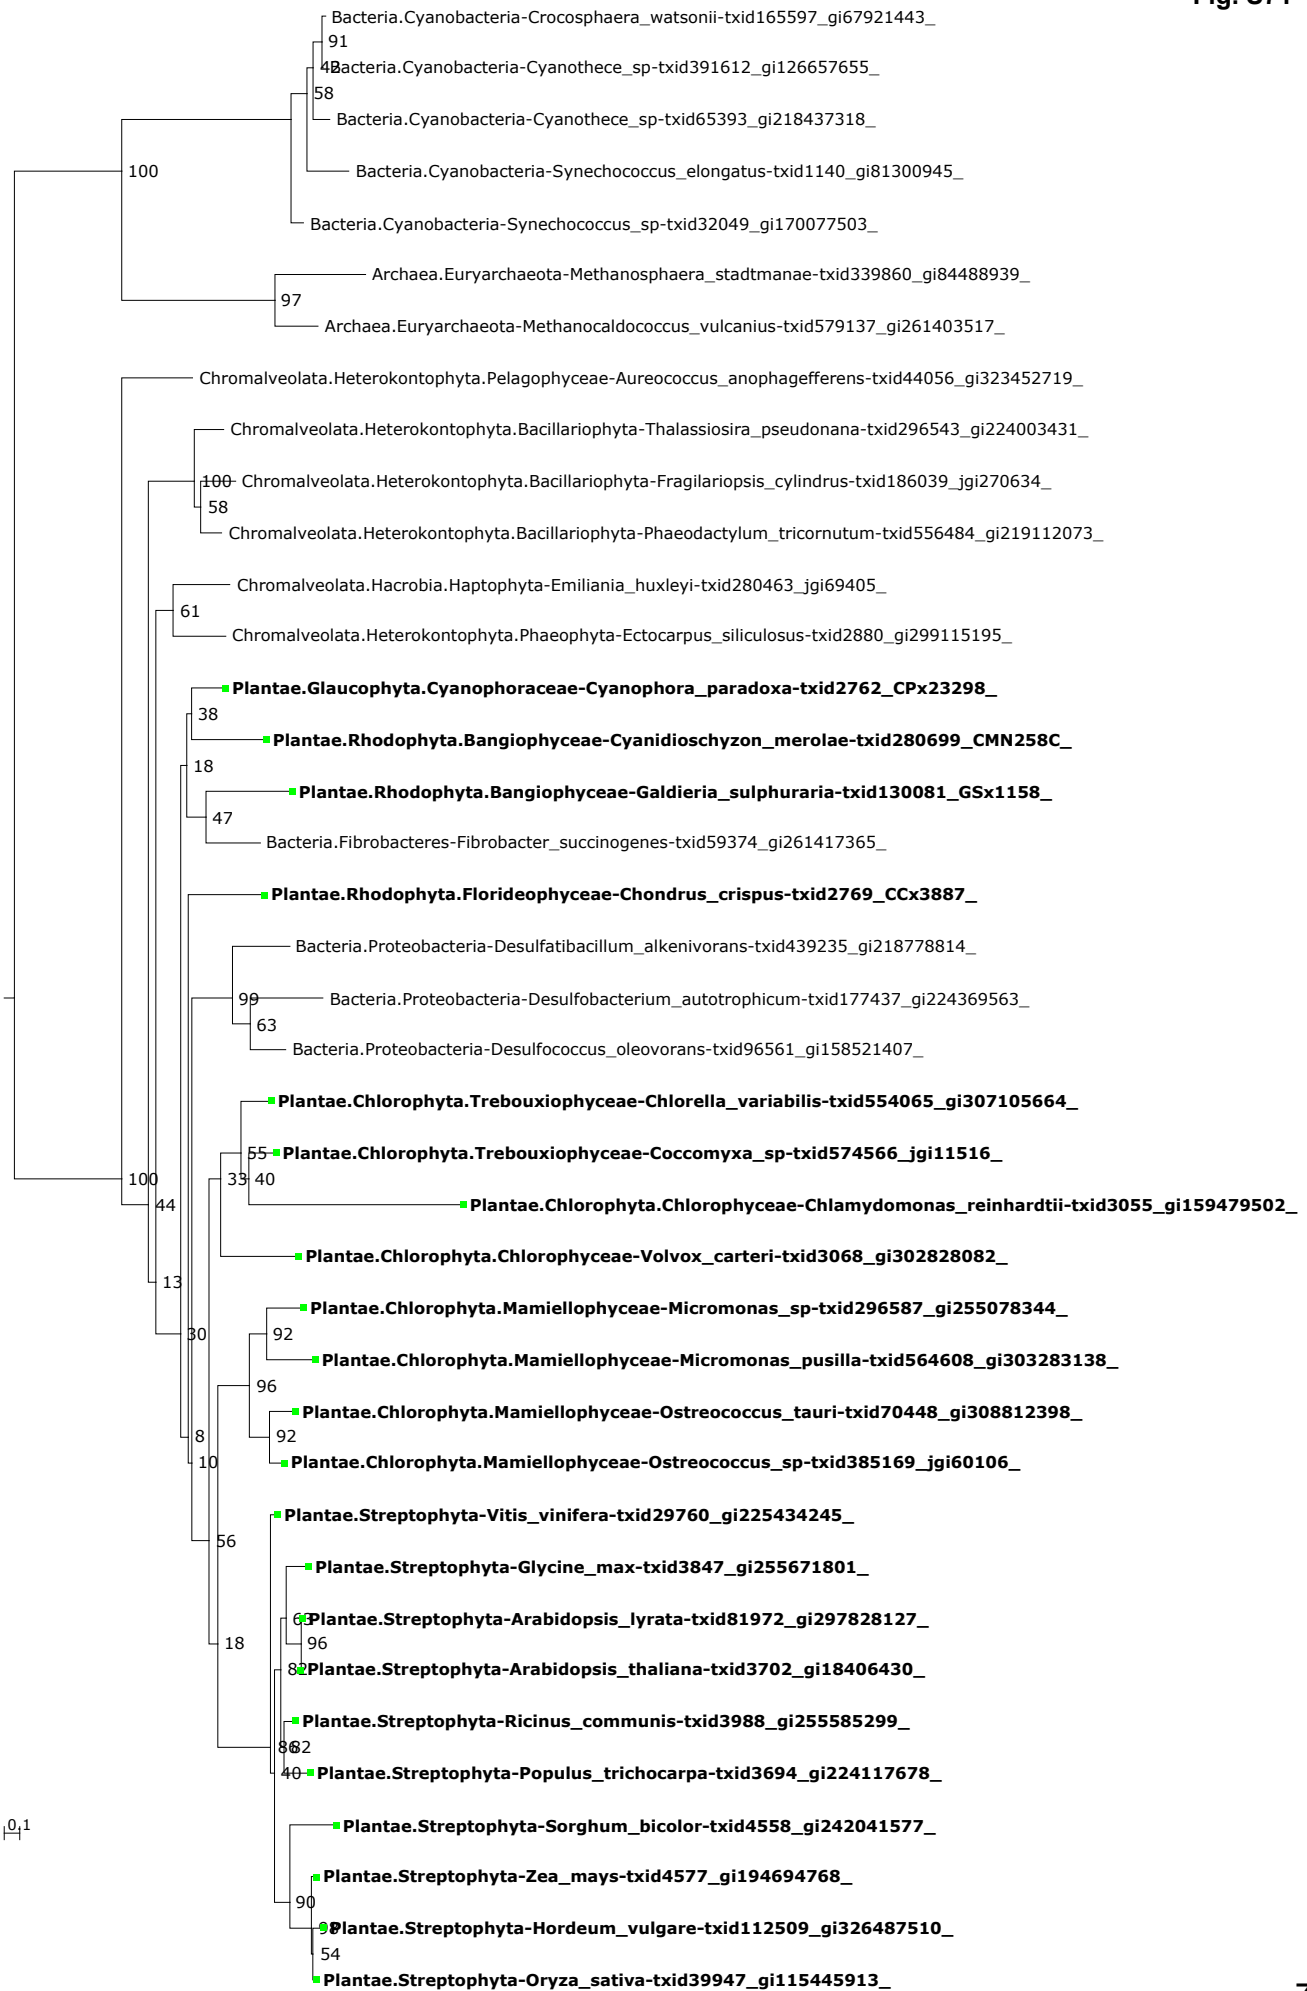 Bacteria.Cyanobacteria-Crocosphaera_watsonii-txid165597_gi67921443_
91
Bacteria.Cyanobacteria-Cyanothece_sp-txid391612_gi126657655_
58
Bacteria.Cyanobacteria-Cyanothece_sp-txid65393_gi218437318_
100
Bacteria.Cyanobacteria-Synechococcus_elongatus-txid1140_gi81300945_
Bacteria.Cyanobacteria-Synechococcus_sp-txid32049_gi170077503_
Archaea.Euryarchaeota-Methanosphaera_stadtmanae-txid339860_gi84488939_
97
Archaea.Euryarchaeota-Methanocaldococcus_vulcanius-txid579137_gi261403517_
Chromalveolata.Heterokontophyta.Pelagophyceae-Aureococcus_anophagefferens-txid44056_gi323452719_
Chromalveolata.Heterokontophyta.Bacillariophyta-Thalassiosira_pseudonana-txid296543_gi224003431_
100 Chromalveolata.Heterokontophyta.Bacillariophyta-Fragilariopsis_cylindrus-txid186039_jgi270634_
58
Chromalveolata.Heterokontophyta.Bacillariophyta-Phaeodactylum_tricornutum-txid556484_gi219112073_
Chromalveolata.Hacrobia.Haptophyta-Emiliania_huxleyi-txid280463_jgi69405_
61
Chromalveolata.Heterokontophyta.Phaeophyta-Ectocarpus_siliculosus-txid2880_gi299115195_
Plantae.Glaucophyta.Cyanophoraceae-Cyanophora_paradoxa-txid2762_CPx23298_
38
Plantae.Rhodophyta.Bangiophyceae-Cyanidioschyzon_merolae-txid280699_CMN258C_
18
Plantae.Rhodophyta.Bangiophyceae-Galdieria_sulphuraria-txid130081_GSx1158_
47
Bacteria.Fibrobacteres-Fibrobacter_succinogenes-txid59374_gi261417365_
Plantae.Rhodophyta.Florideophyceae-Chondrus_crispus-txid2769_CCx3887_
Bacteria.Proteobacteria-Desulfatibacillum_alkenivorans-txid439235_gi218778814_
99 Bacteria.Proteobacteria-Desulfobacterium_autotrophicum-txid177437_gi224369563_
63
Bacteria.Proteobacteria-Desulfococcus_oleovorans-txid96561_gi158521407_
Plantae.Chlorophyta.Trebouxiophyceae-Chlorella_variabilis-txid554065_gi307105664_
55 Plantae.Chlorophyta.Trebouxiophyceae-Coccomyxa_sp-txid574566_jgi11516_
100 33 40
44 Plantae.Chlorophyta.Chlorophyceae-Chlamydomonas_reinhardtii-txid3055_gi159479502_
Plantae.Chlorophyta.Chlorophyceae-Volvox_carteri-txid3068_gi302828082_
13
Plantae.Chlorophyta.Mamiellophyceae-Micromonas_sp-txid296587_gi255078344_
30 92
Plantae.Chlorophyta.Mamiellophyceae-Micromonas_pusilla-txid564608_gi303283138_
96
Plantae.Chlorophyta.Mamiellophyceae-Ostreococcus_tauri-txid70448_gi308812398_
8 92
10 Plantae.Chlorophyta.Mamiellophyceae-Ostreococcus_sp-txid385169_jgi60106_
Plantae.Streptophyta-Vitis_vinifera-txid29760_gi225434245_
56
Plantae.Streptophyta-Glycine_max-txid3847_gi255671801_
63 Plantae.Streptophyta-Arabidopsis_lyrata-txid81972_gi297828127_
18 96
Plantae.Streptophyta-Arabidopsis_thaliana-txid3702_gi18406430_
Plantae.Streptophyta-Ricinus_communis-txid3988_gi255585299_
86 82
40 Plantae.Streptophyta-Populus_trichocarpa-txid3694_gi224117678_
0.1 Plantae.Streptophyta-Sorghum_bicolor-txid4558_gi242041577_
Plantae.Streptophyta-Zea_mays-txid4577_gi194694768_
90
Plantae.Streptophyta-Hordeum_vulgare-txid112509_gi326487510_
54
Plantae.Streptophyta-Oryza_sativa-txid39947_gi115445913_